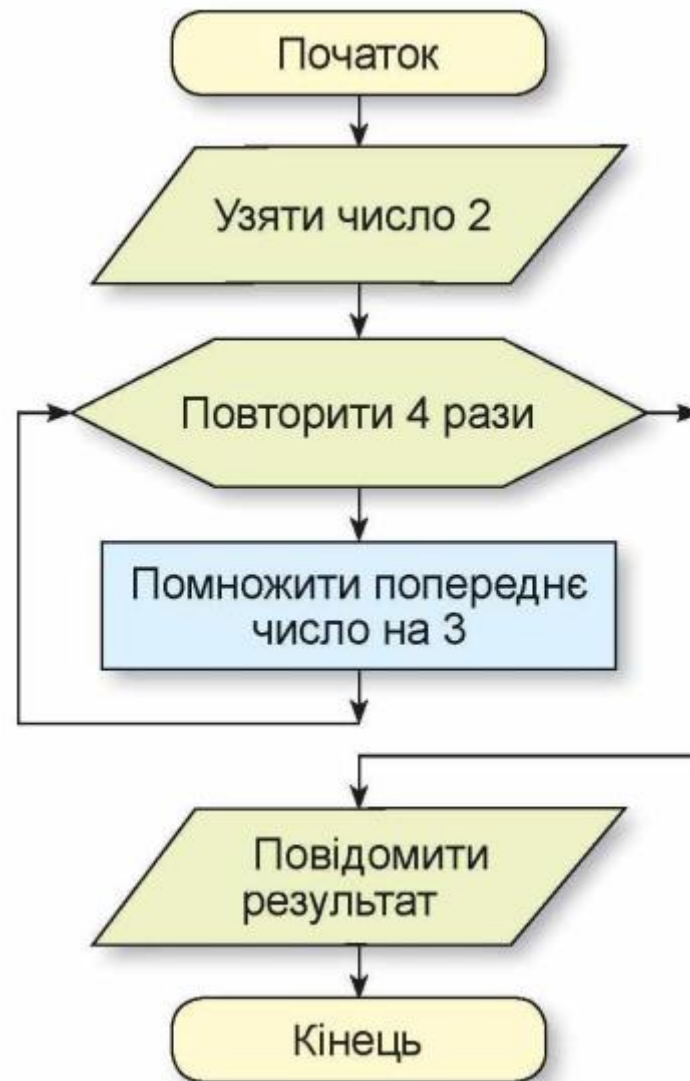 Початок
Узяти число 2
Повторити 4 рази
Помножити попереднє
число на 3
Повідомити
результат
Кінець